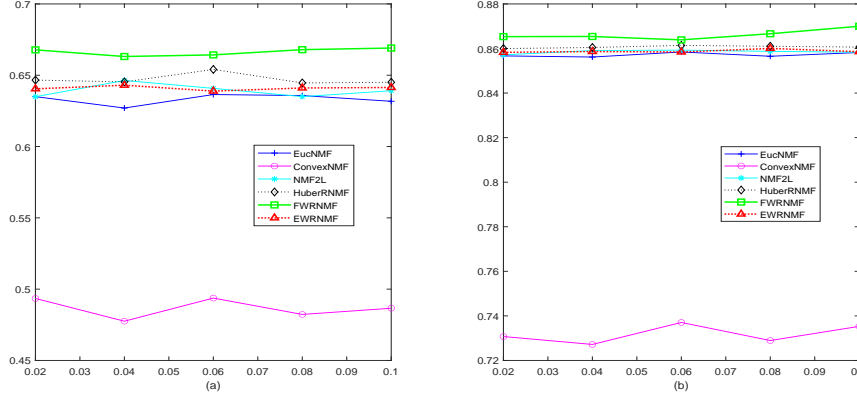 0.7
0.65
0.6
0.55
0.5
0.45
0.02 0.03 0.04 0.05 0.06 0.07 0.08 0.09 0.1
(a)
EucNMF
ConvexNMF
NMF2L
HuberRNMF
FWRNMF
EWRNMF
0.88
0.86
0.84
0.82
0.8
0.78
0.76
0.74
0.72
0.02 0.03 0.04 0.05 0.06 0.07 0.08 0.09
(b)
EucNMF
ConvexNMF
NMF2L
HuberRNMF
FWRNMF
EWRNMF